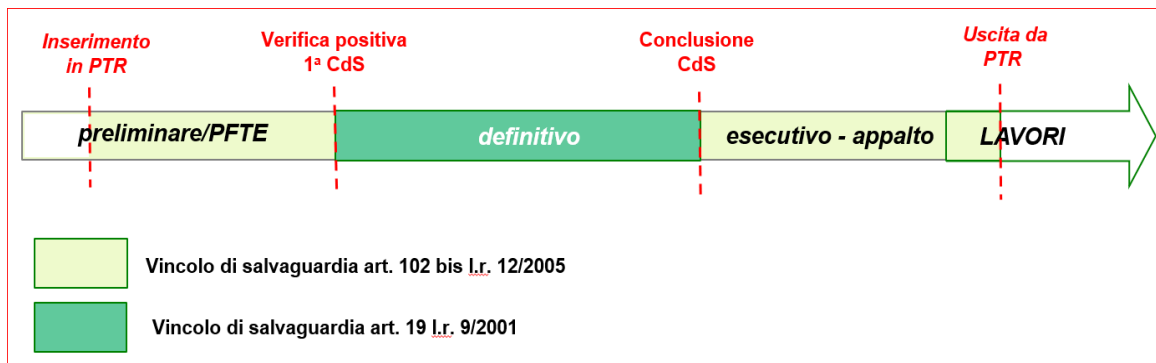 Inserimento
in PTR
Verifica positiva
1ª CdS
Conclusione
CdS
Uscita da
PTR
preliminare/PFTE
definitivo
esecutivo - appalto
LAVORI
Vincolo di salvaguardia art. 102 bis l.r. 12/2005
Vincolo di salvaguardia art. 19 l.r. 9/2001